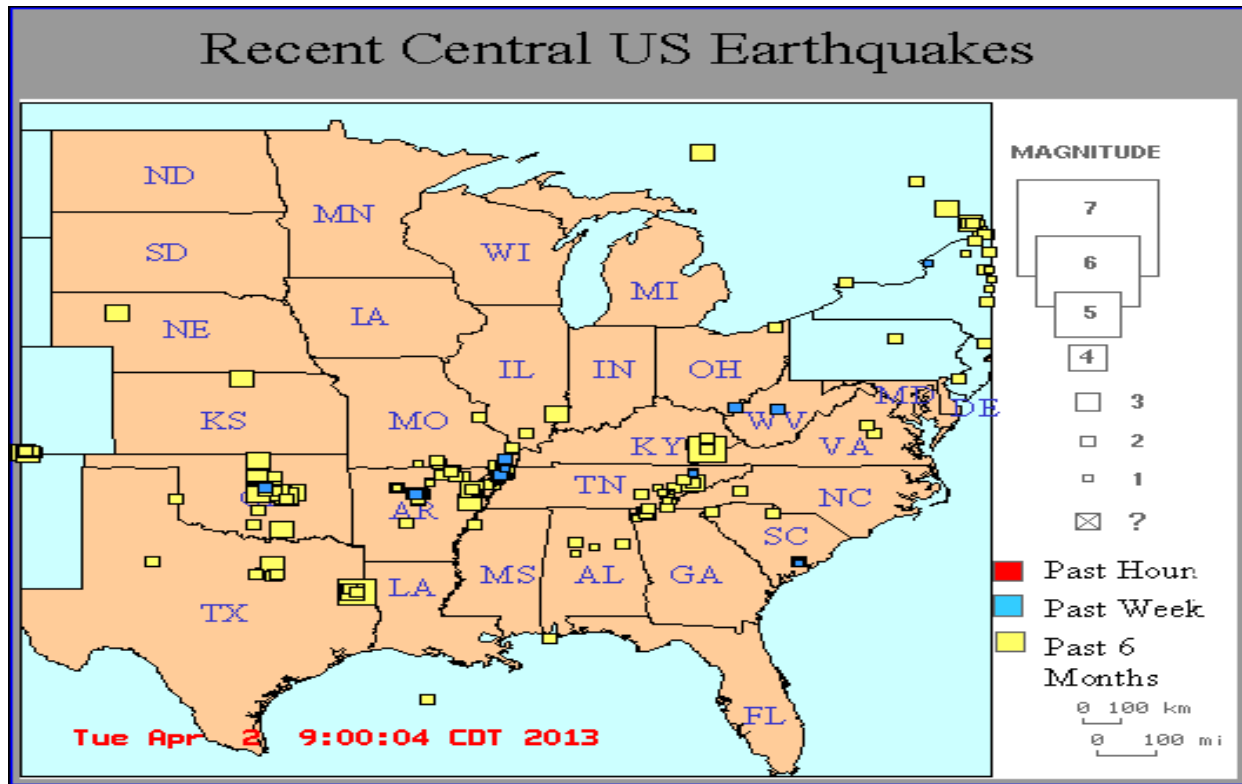 Recent Central US Earthquakes
MAGNITUDE
ND
MN
7
SD
WI
6
MI
NE
IA
5
4
IL
IN
OH
MD
DE
KS
MO
WV
3
KY
VA
2
TN
NC
1
AR
SC
?
MS
AL
GA
Past Houn
LA
TX
Past Week
Past 6
Months
FL
0 100 km
Tue Apr 2 9:00:04 CDT 2013
0 100 mi